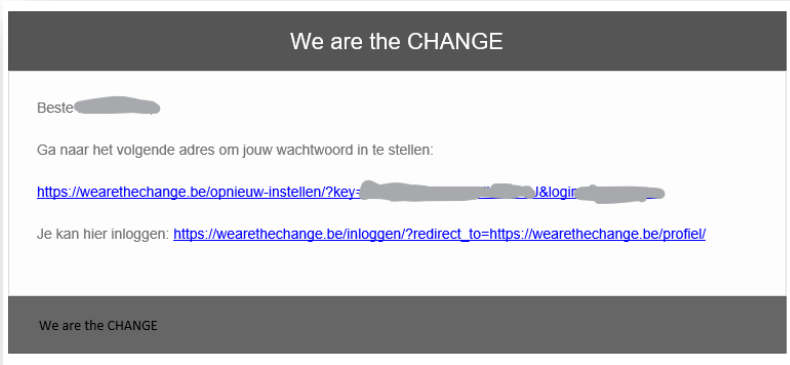 We are the CHANGE
Beste
Ga naar het volgende adres om jouw wachtwoord in te stellen:
https://wearethechange.be/opnieuw-instellen/?key= J&login
Je kan hier inloggen: https://wearethechange.be/inloggen/?redirect_to=https://wearethechange.be/profiel/
We are the CHANGE